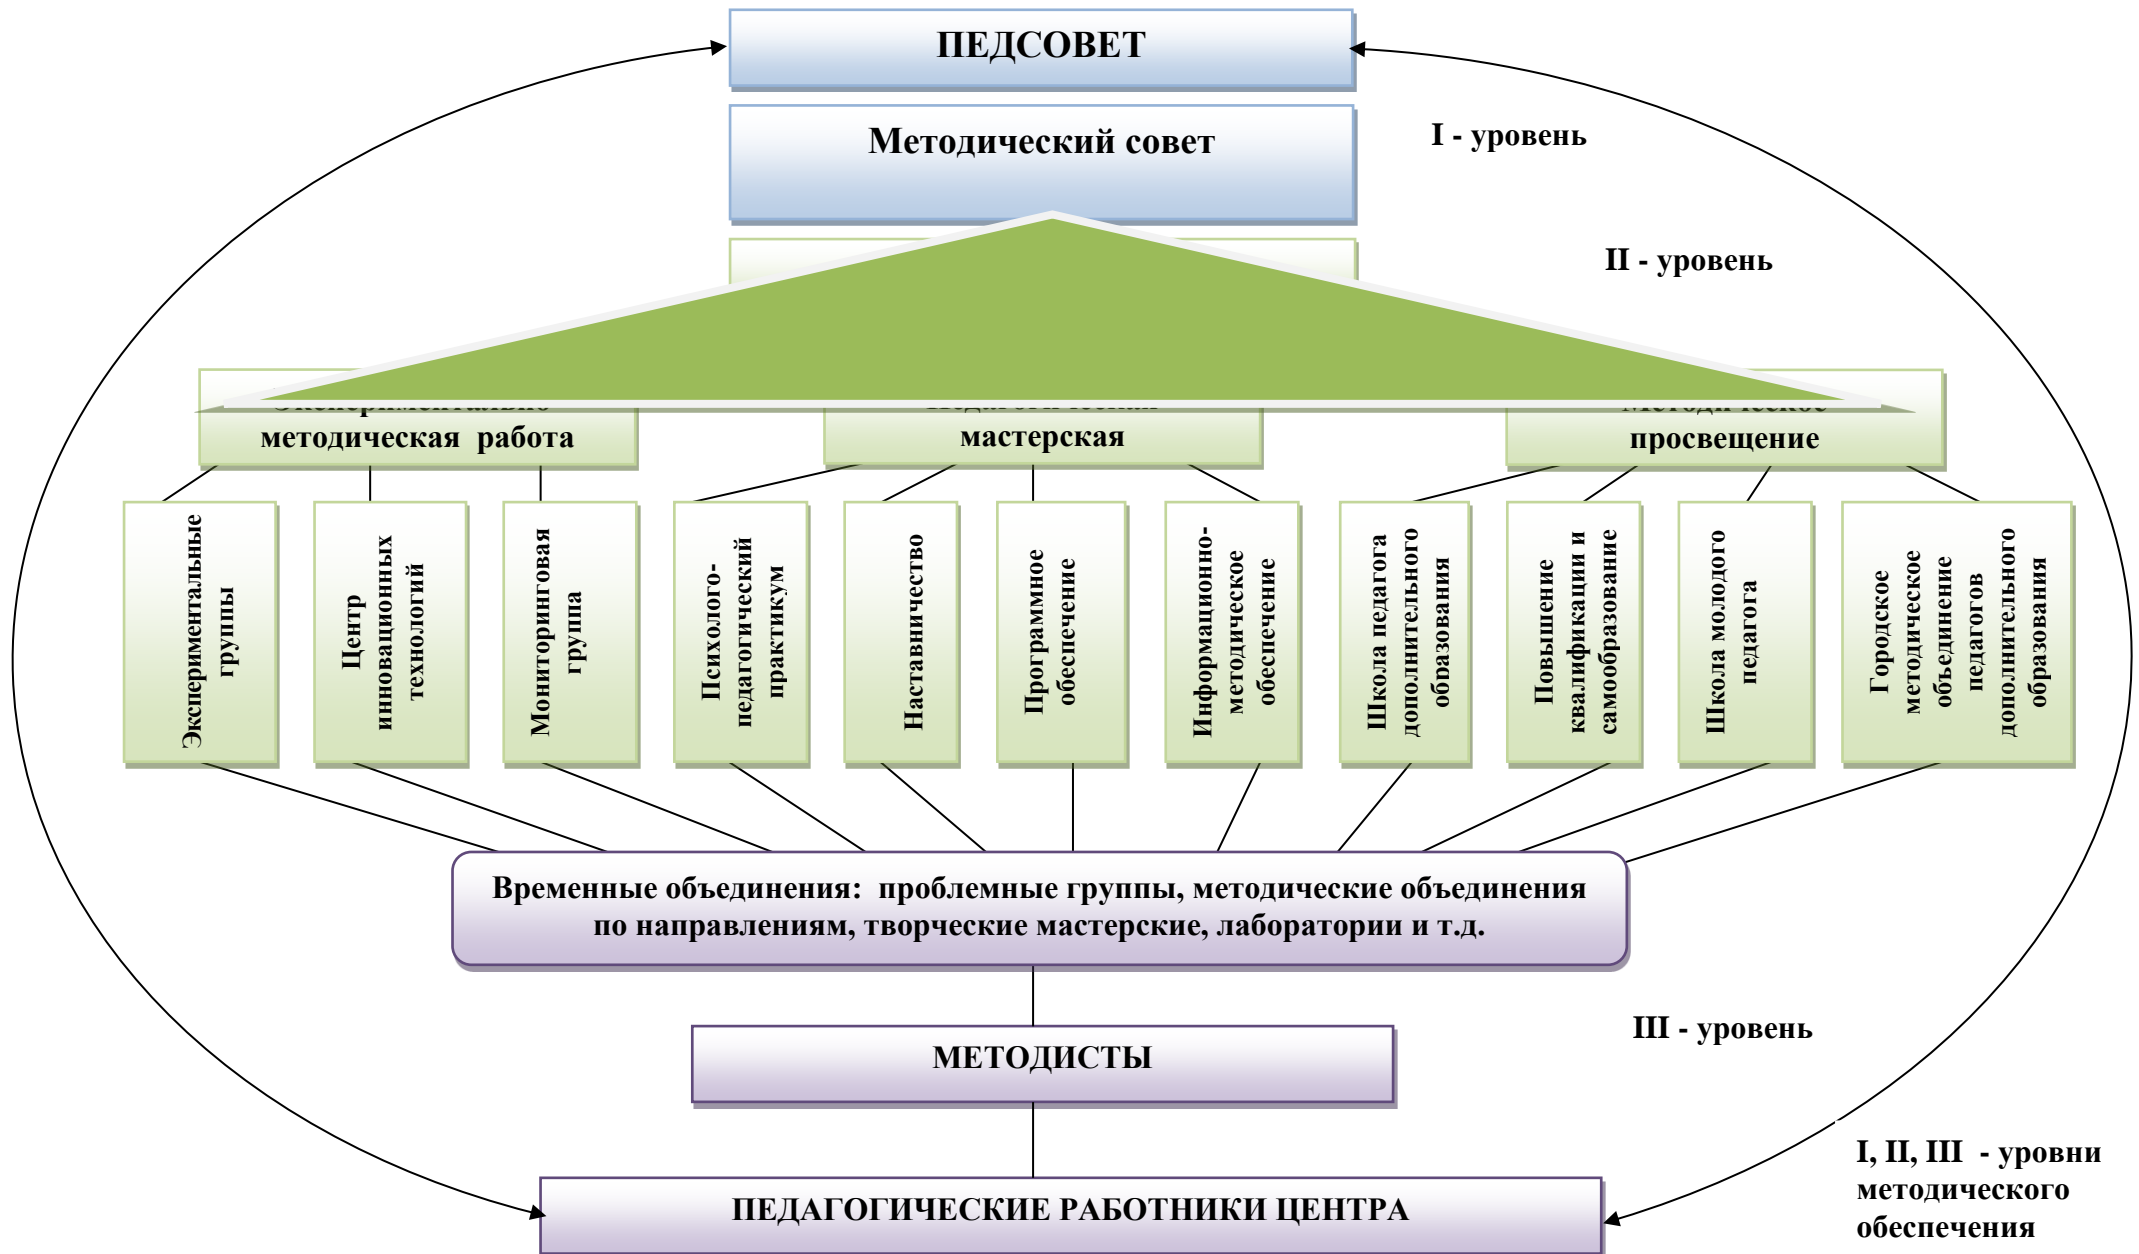 ПЕДСОВЕТ
Методический совет
I - уровень
II - уровень
Экспериментально-
методическая работа
Педагогическая
мастерская
Методическое
просвещение
Экспериментальные
группы
Центр
инновационных
технологий
Мониторинговая
группа
Психолого-
педагогический
практикум
Наставничество
Программное
обеспечение
Информационно-
методическое
обеспечение
Школа педагога
дополнительного
образования
Повышение
квалификации и
самообразование
Школа молодого
педагога
Городское
методическое
объединение
педагогов
дополнительного
образования
Временные объединения: проблемные группы, методические объединения
по направлениям, творческие мастерские, лаборатории и т.д.
III - уровень
МЕТОДИСТЫ
ПЕДАГОГИЧЕСКИЕ РАБОТНИКИ ЦЕНТРА
I, II, III - уровни
методического
обеспечения